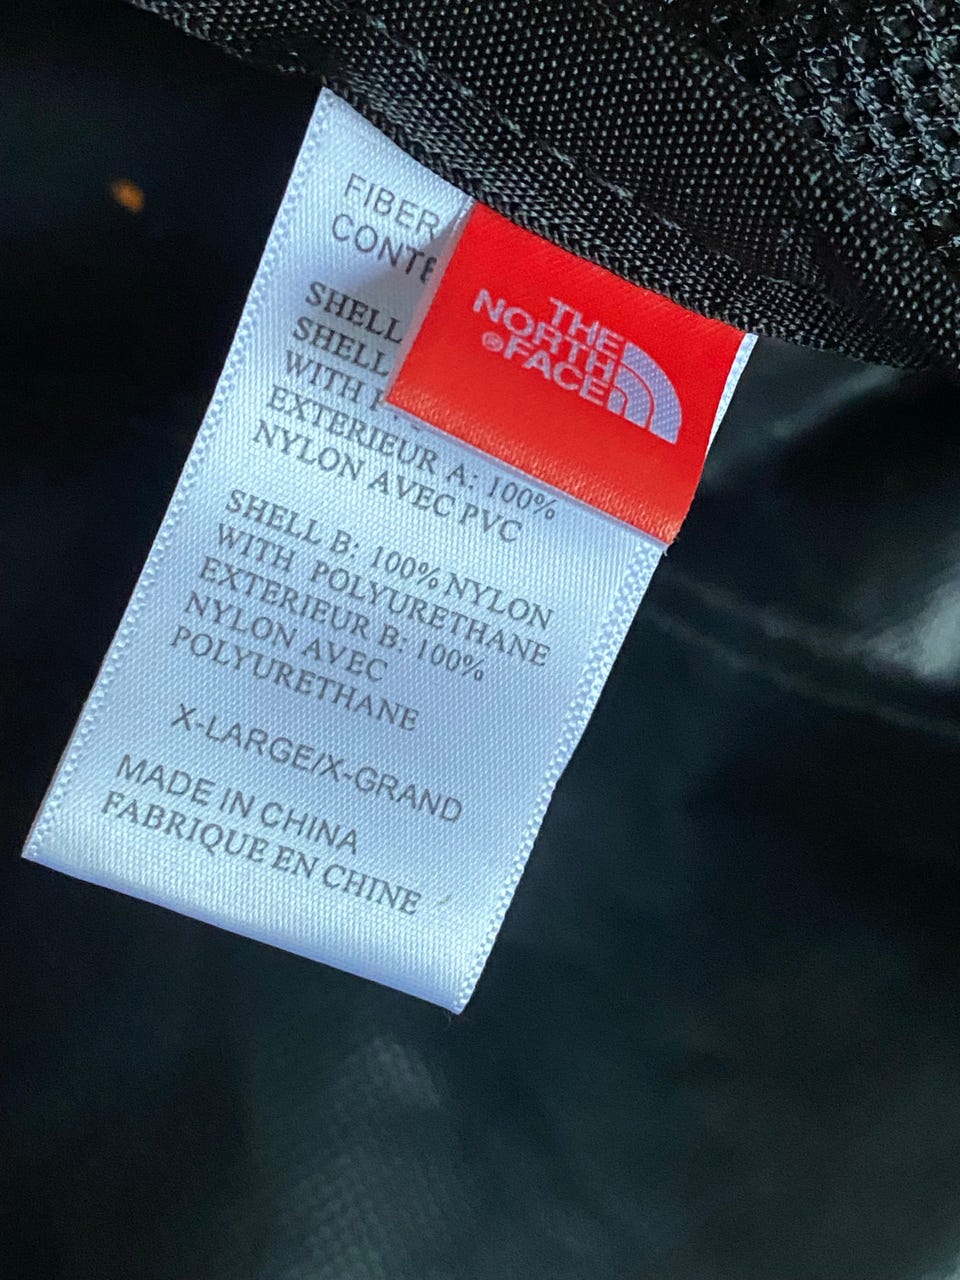 FIBER
SHELL
SHELL
WITH
EXTERIEUR A: 100%
NYLON AVEC PVC
SHELL B: 100% NYLON
WITH POLYURETHANE
EXTERIEUR B: 100%
NYLON AVEC
POLYURETHANE
X-LARGE/X-GRAND
MADE IN CHINA
FABRIQUE EN CHINE
THE
NORTH
®FACE